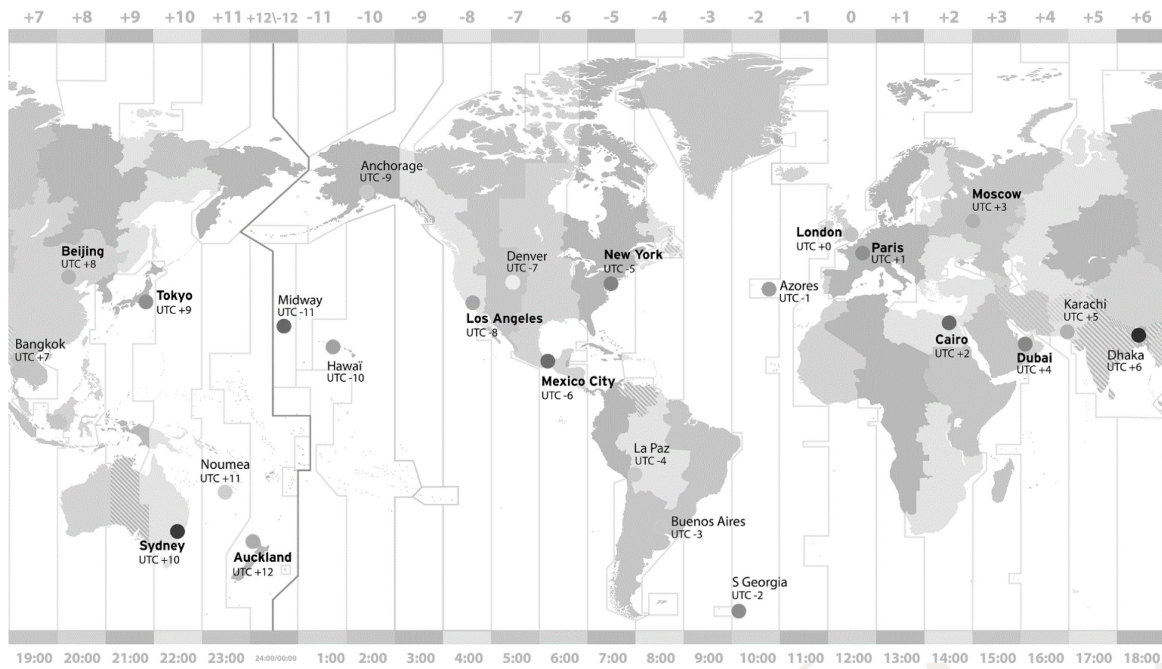 +7 +8 +9 +10 +11 +12\-12 -11 -10 -9 -8 -7 -6 -5 -4 -3 -2 -1 0 +1 +2 +3 +4 +5 +6
Anchorage
UTC -9
Moscow
UTC +3
London
UTC +0
Paris
UTC +1
Beijing
UTC +8
Denver
UTC -7
New York
UTC -5
Azores
UTC -1
Tokyo
UTC +9
Midway
UTC -11
Los Angeles
UTC -8
Karachi
UTC +5
Cairo
UTC +2
Dubai
UTC +4
Dhaka
UTC +6
Bangkok
UTC +7
Hawaï
UTC -10
Mexico City
UTC -6
La Paz
UTC -4
Noumea
UTC +11
Buenos Aires
UTC -3
Sydney
UTC +10
Auckland
UTC +12
S Georgia
UTC -2
19:00 20:00 21:00 22:00 23:00 24:00/00:00 1:00 2:00 3:00 4:00 5:00 6:00 7:00 8:00 9:00 10:00 11:00 12:00 13:00 14:00 15:00 16:00 17:00 18:00